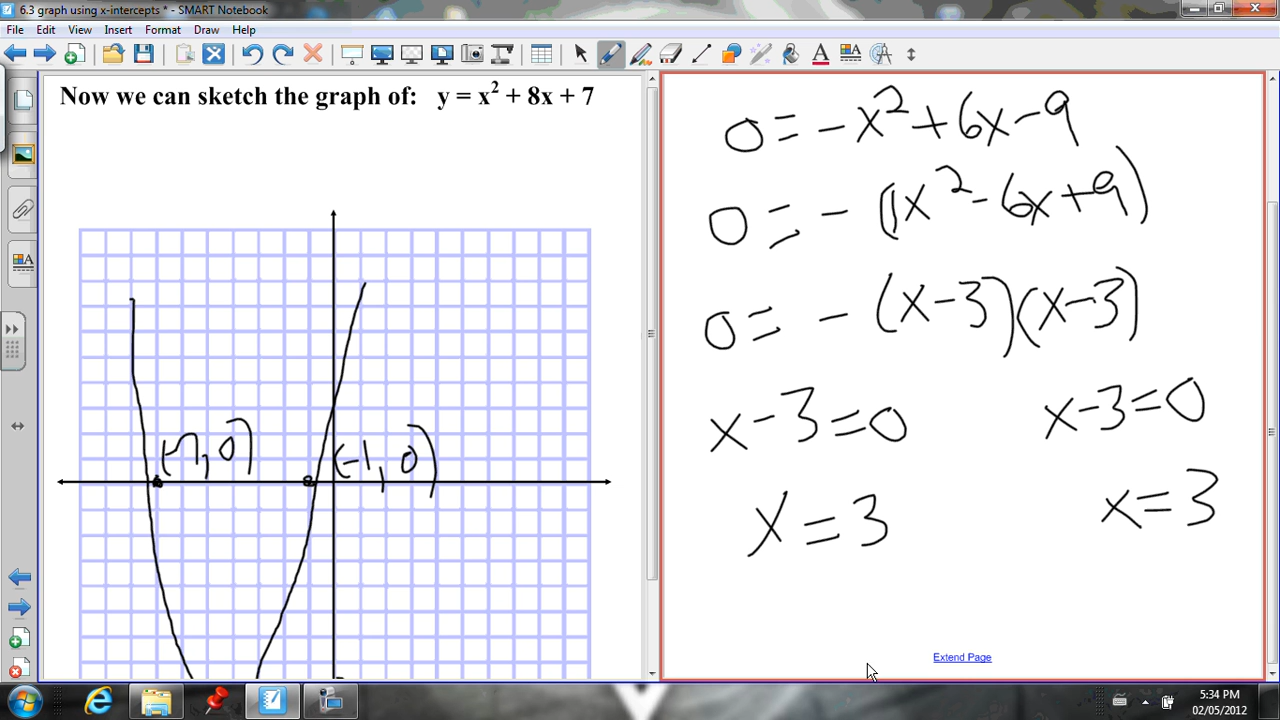 6.3 graph using x-intercepts * - SMART Notebook
File Edit View Insert Format Draw Help
Now we can sketch the graph of: y = x² + 8x + 7
(-7, 0)
(-1, 0)
0 = -x² + 6x - 9
0 = - (1x² - 6x + 9)
0 = - (x - 3)(x - 3)
x - 3 = 0 x - 3 = 0
x = 3 x = 3
Extend Page
5:34 PM
02/05/2012